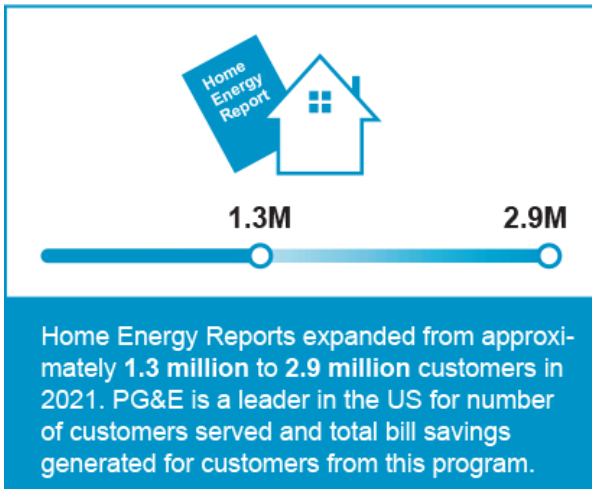 Home
Energy
Report
1.3M
2.9M
Home Energy Reports expanded from approxi-
mately 1.3 million to 2.9 million customers in
2021. PG&E is a leader in the US for number
of customers served and total bill savings
generated for customers from this program.